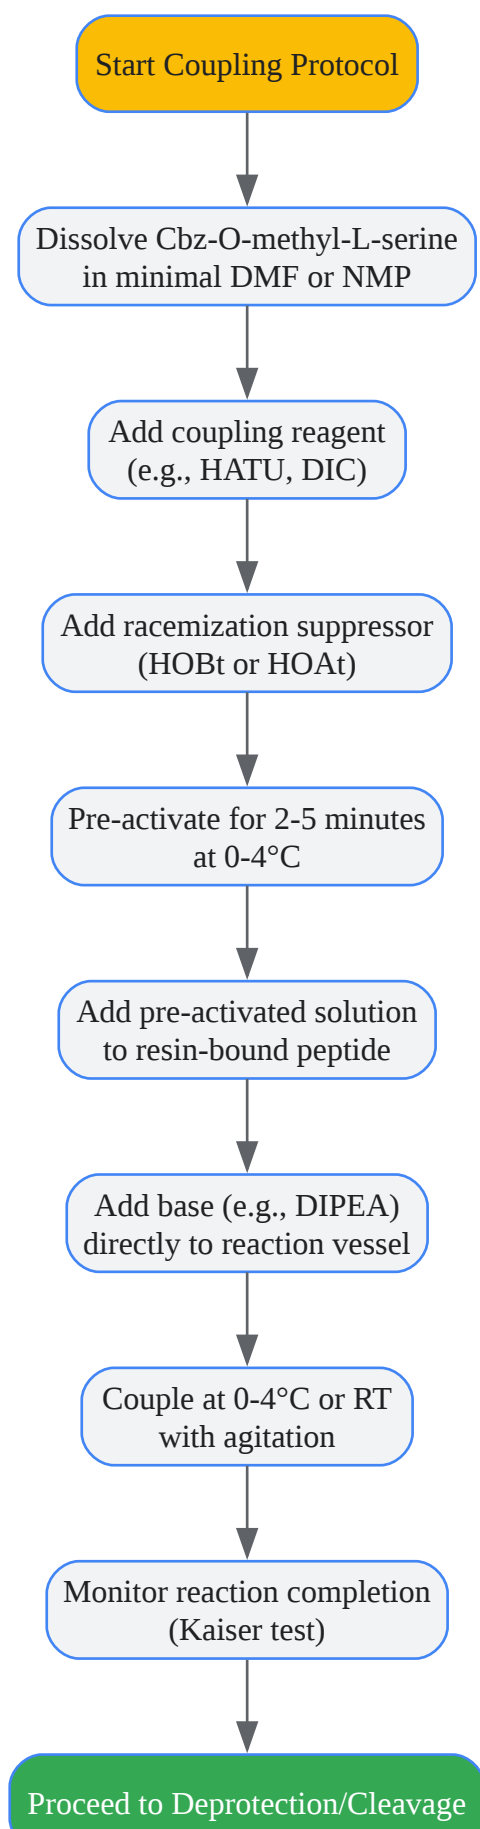 Start Coupling Protocol
Dissolve Cbz-O-methyl-L-serine
in minimal DMF or NMP
Add coupling reagent
(e.g., HATU, DIC)
Add racemization suppressor
(HOBt or HOAt)
Pre-activate for 2-5 minutes
at 0-4°C
Add pre-activated solution
to resin-bound peptide
Add base (e.g., DIPEA)
directly to reaction vessel
Couple at 0-4°C or RT
with agitation
Monitor reaction completion
(Kaiser test)
Proceed to Deprotection/Cleavage